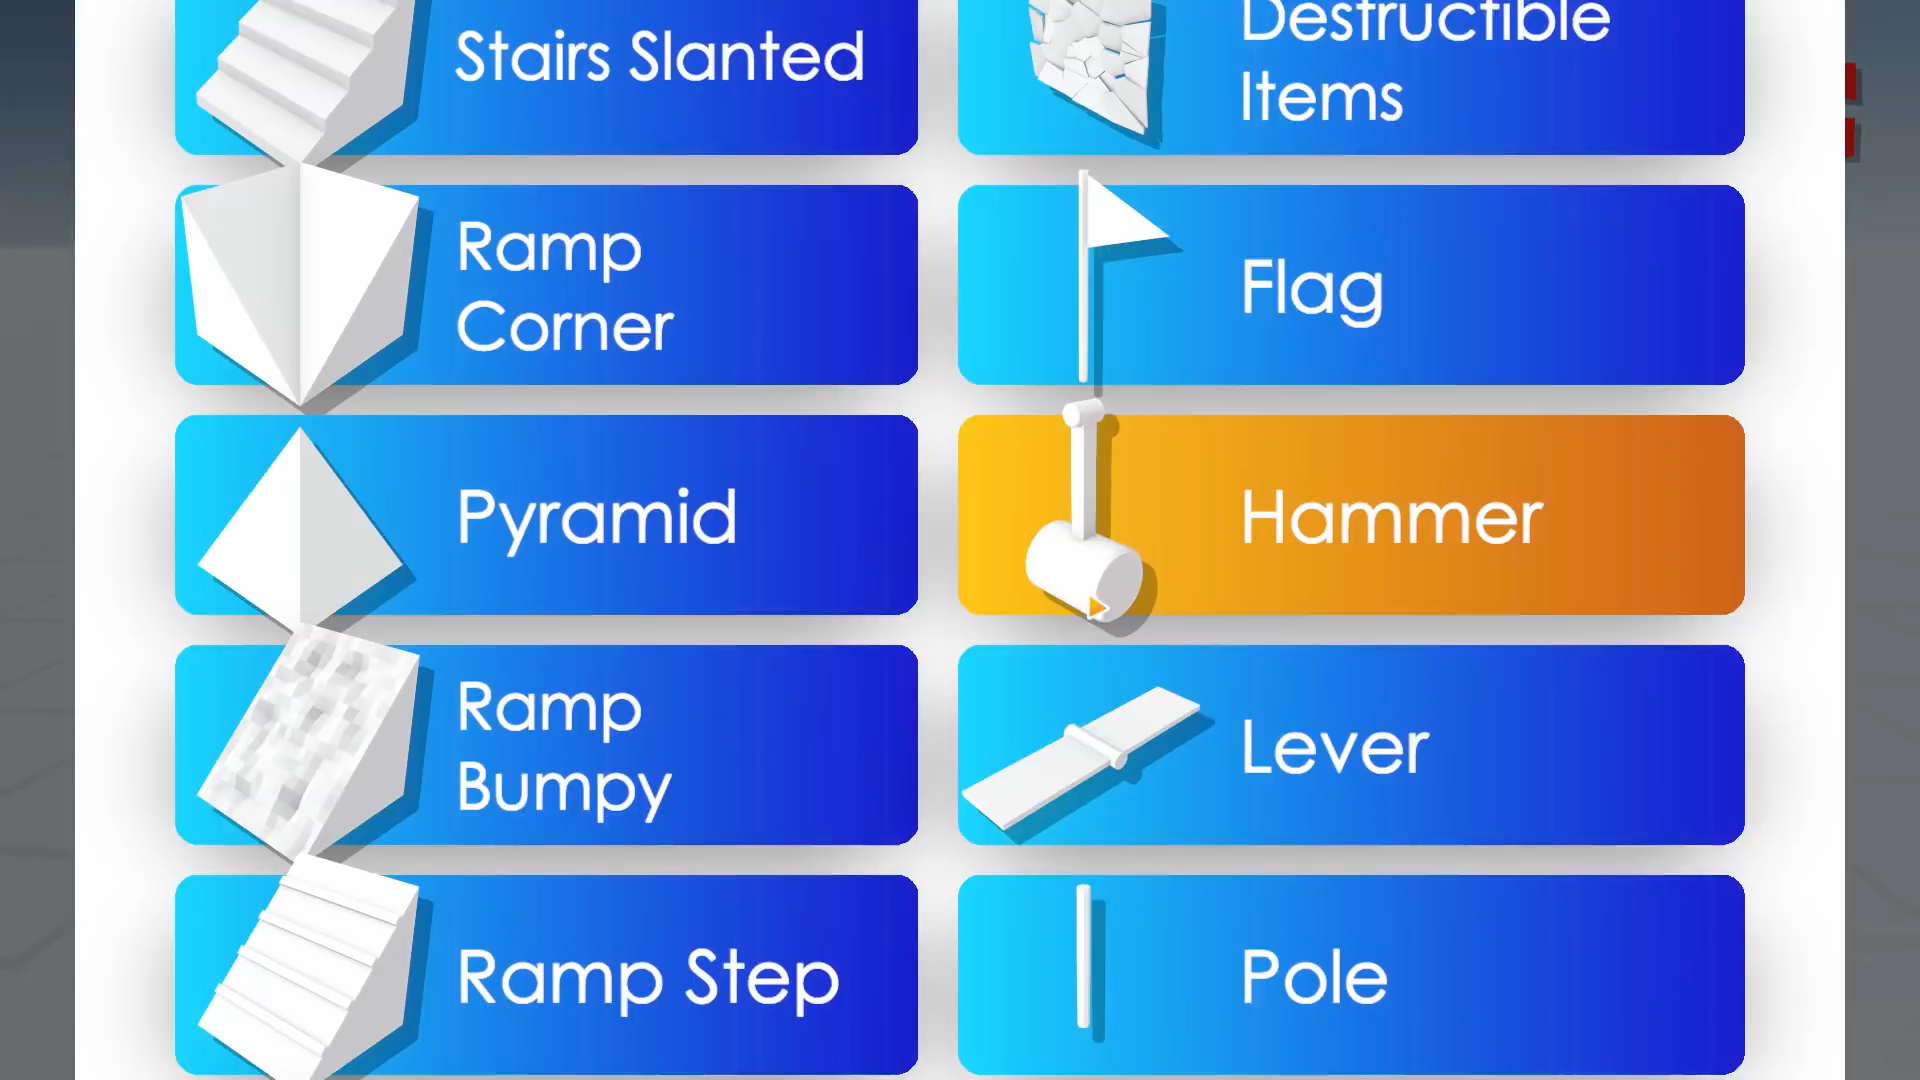 Stairs Slanted
Destructible
Items
Ramp
Corner
Flag
Pyramid
Hammer
Ramp
Bumpy
Lever
Ramp Step
Pole